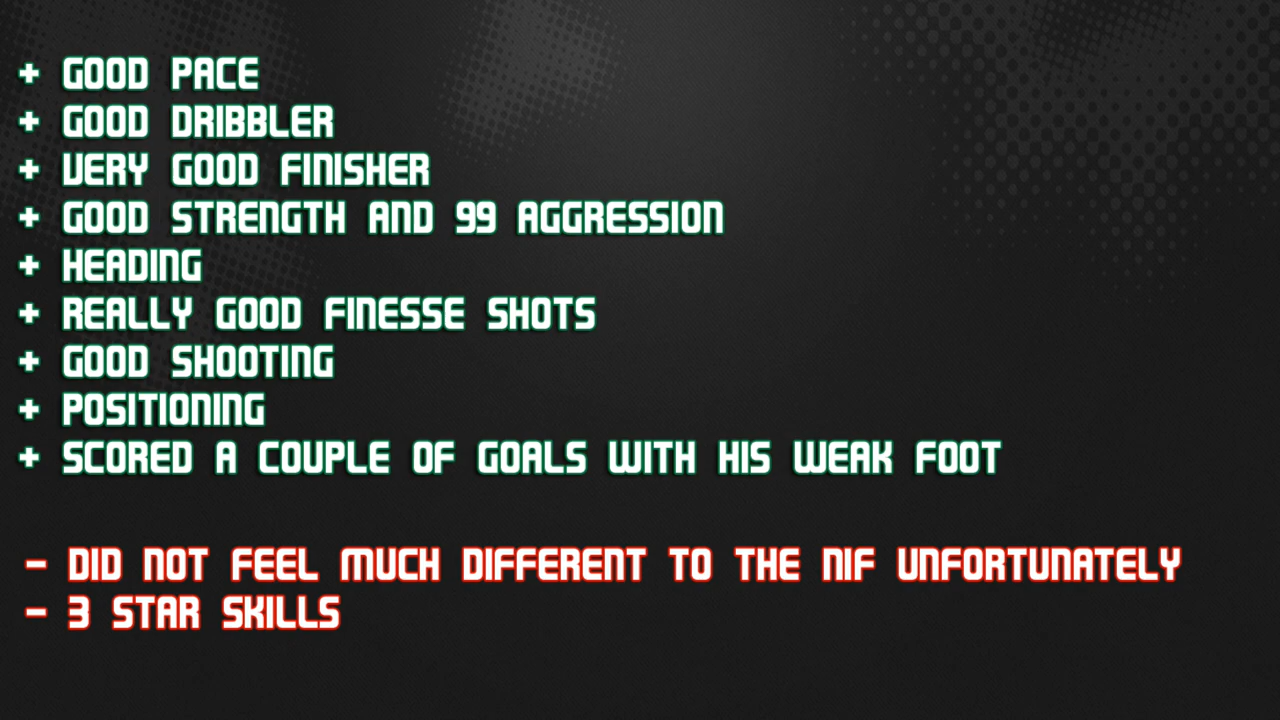 + GOOD PACE
+ GOOD DRIBBLER
+ VERY GOOD FINISHER
+ GOOD STRENGTH AND 99 AGGRESSION
+ HEADING
+ REALLY GOOD FINESSE SHOTS
+ GOOD SHOOTING
+ POSITIONING
+ SCORED A COUPLE OF GOALS WITH HIS WEAK FOOT
- DID NOT FEEL MUCH DIFFERENT TO THE NIF UNFORTUNATELY
- 3 STAR SKILLS